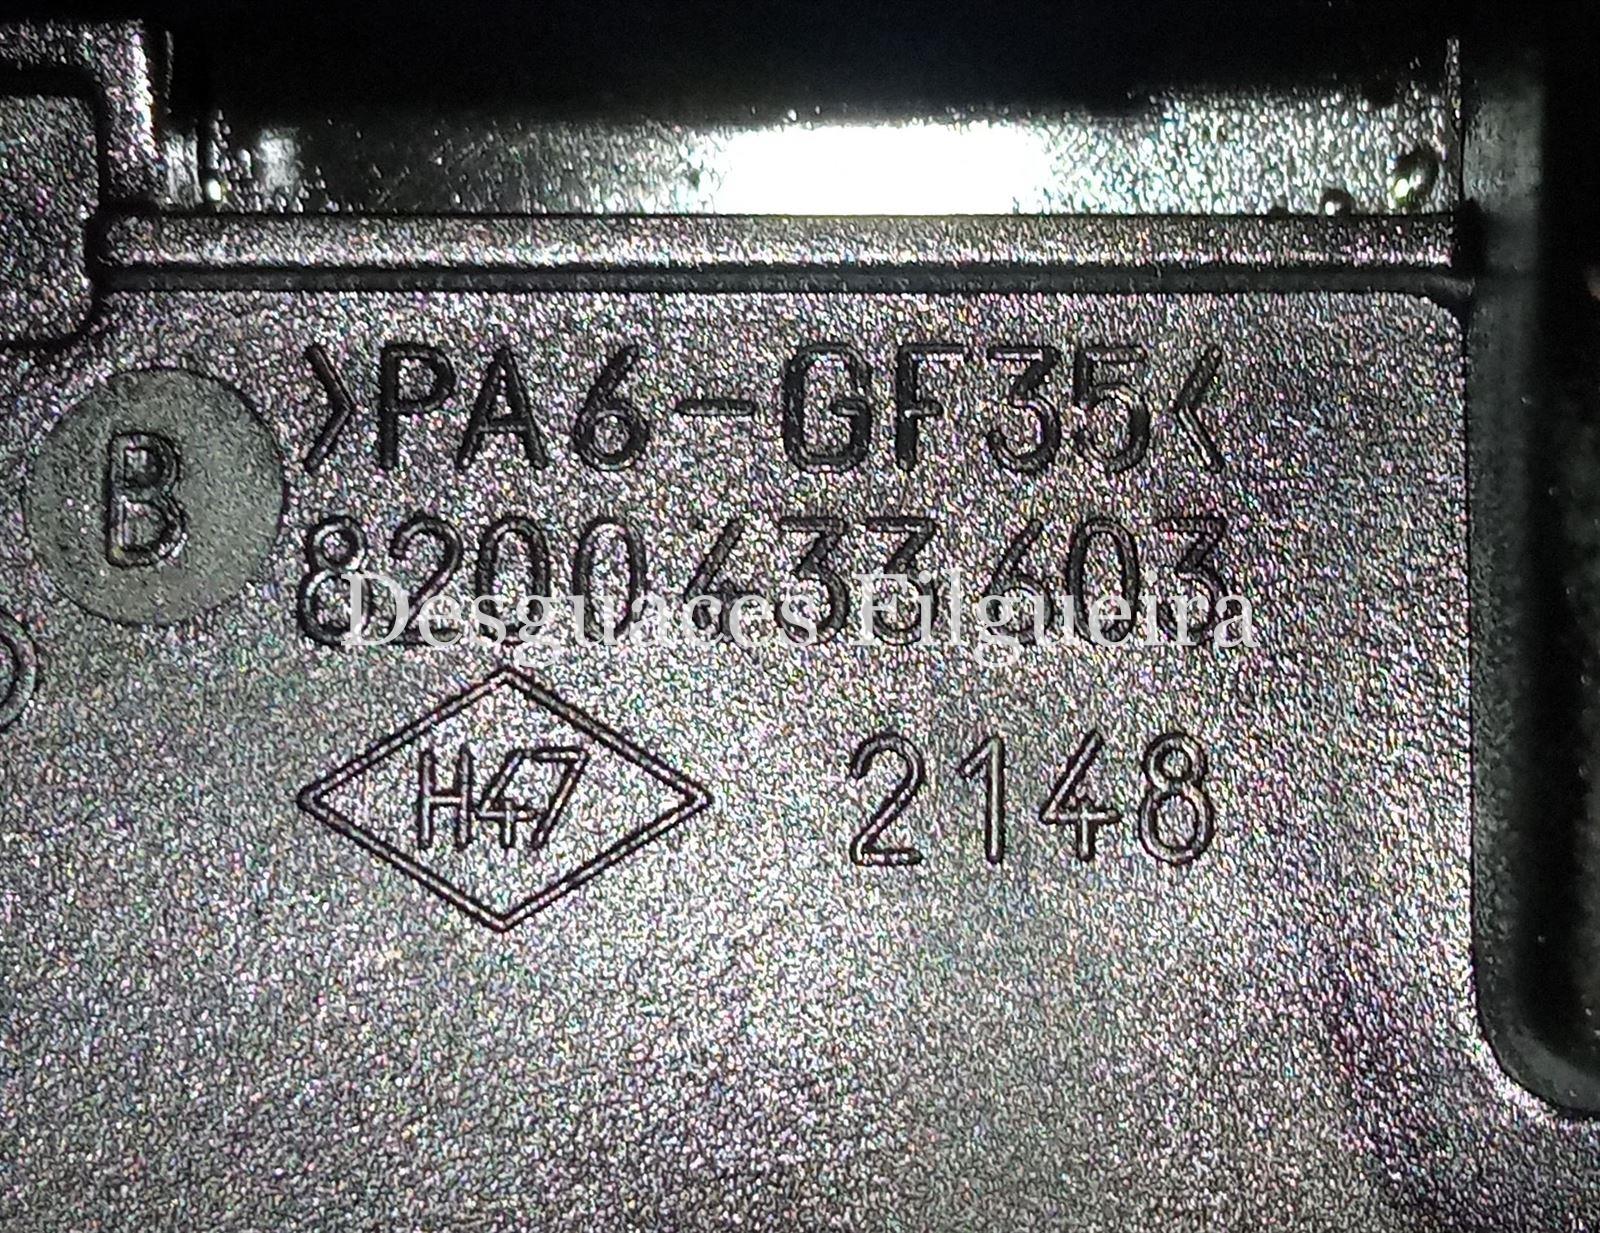 >PA6-GF35<
B
8200433603
Desguaces Filgueira
H47
2148